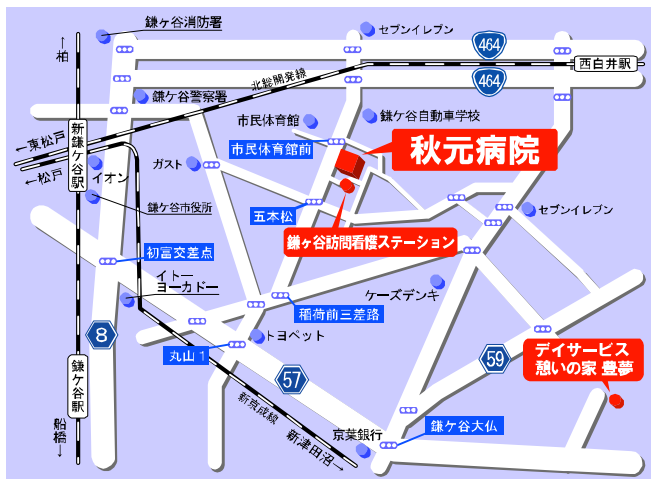 鎌ヶ谷消防署
セブンイレブン
464
西白井駅
↑柏
北総開発線
464
鎌ケ谷警察署
市民体育館
鎌ケ谷自動車学校
←東松戸
新鎌ケ谷駅
市民体育館前
秋元病院
←松戸
イオン
ガスト
鎌ケ谷市役所
五本松
セブンイレブン
鎌ヶ谷訪問看護ステーション
初富交差点
イトー
ヨーカドー
ケーズデンキ
稲荷前三差路
8
トヨペット
丸山1
59
デイサービス
憩いの家 豊夢
57
鎌ケ谷駅
新京成線
鎌ケ谷大仏
船橋↓
新津田沼→
京葉銀行